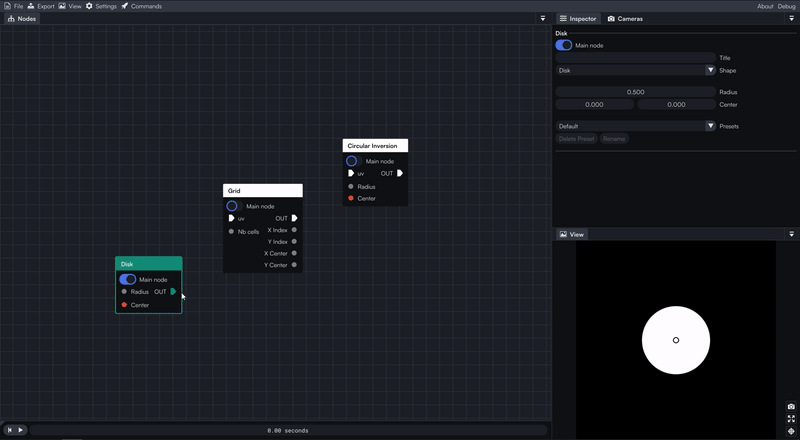 File Export View Settings Commands About Debug
Nodes
Inspector Cameras
Disk
Main node
Title
Disk Shape
0.500 Radius
0.000 0.000 Center
Default Presets
Delete Preset Rename
View
Circular Inversion
Main node
uv OUT
Radius
Center
Grid
Main node
uv OUT
Nb cells X Index
Y Index
X Center
Y Center
Disk
Main node
Radius OUT
Center
0.00 seconds